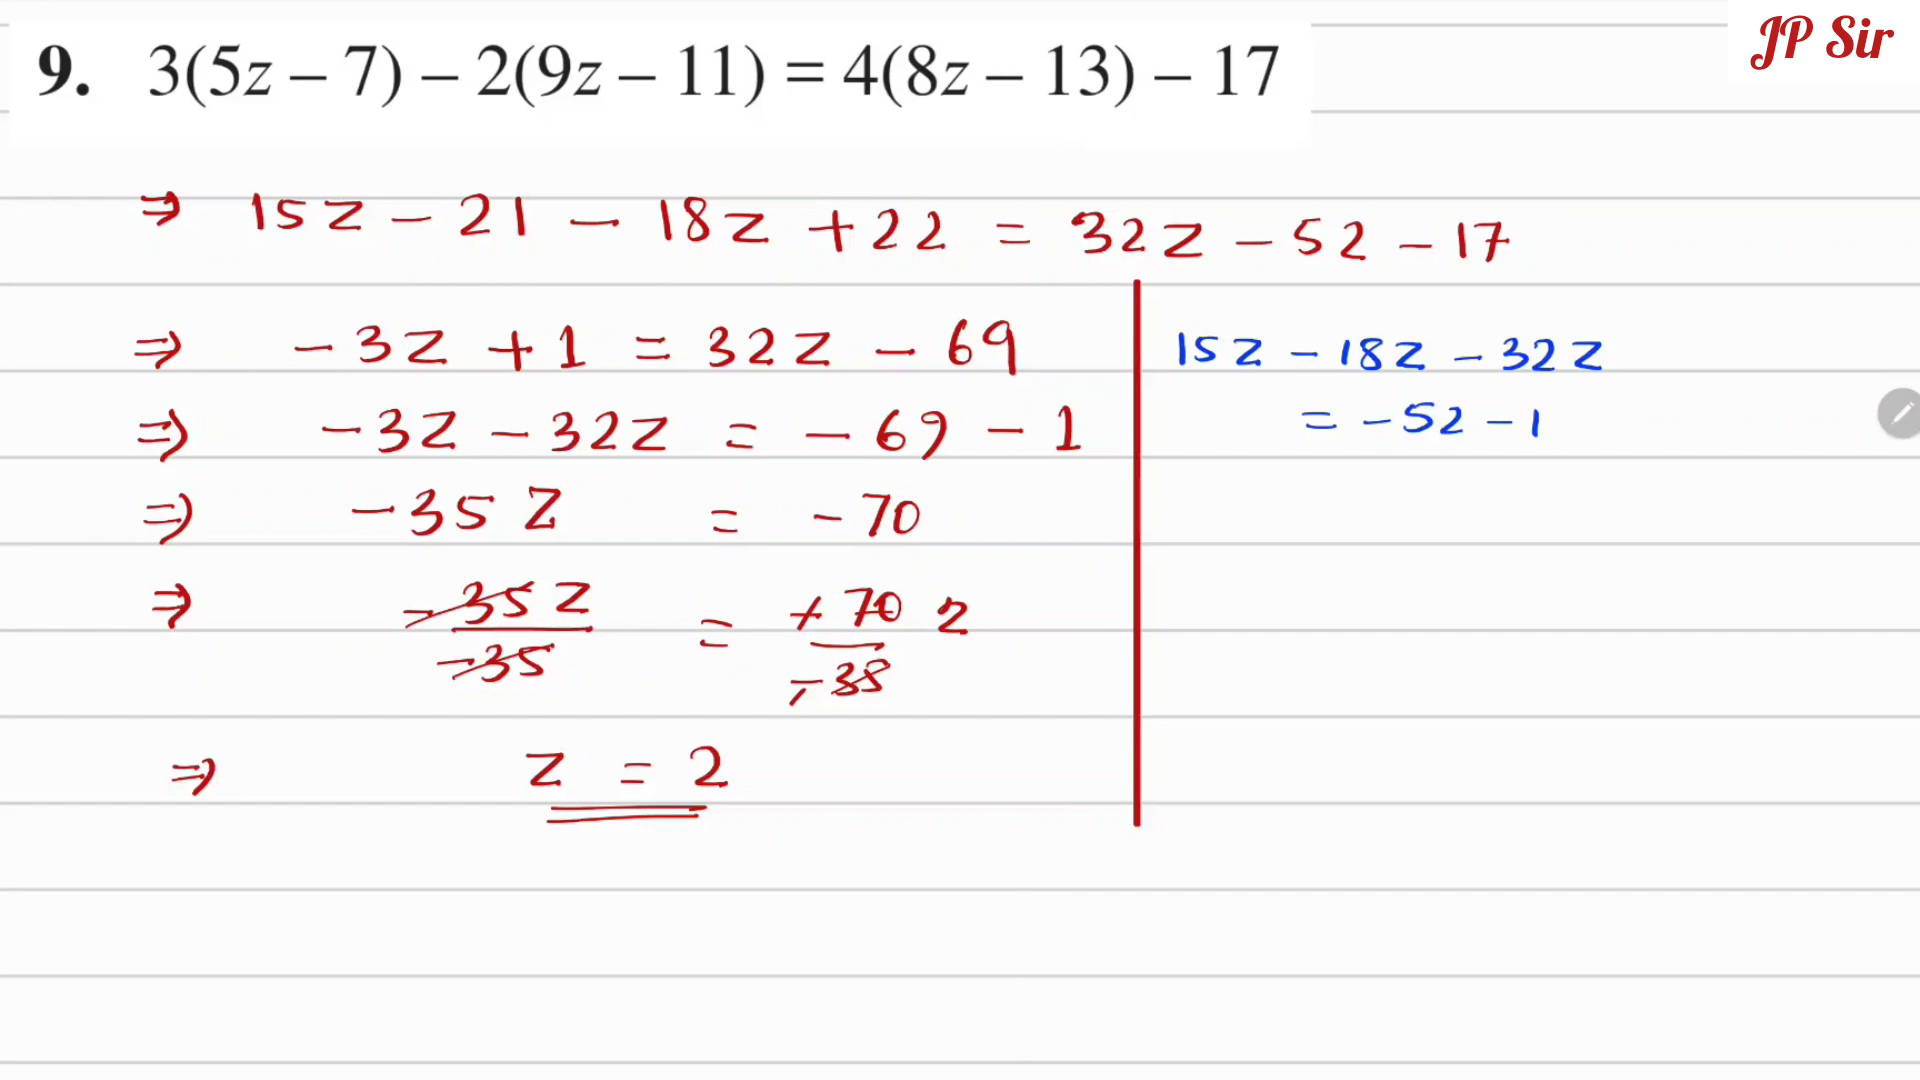 JP Sir
9. 3(5z – 7) – 2(9z – 11) = 4(8z – 13) – 17
⇒ 15z - 21 - 18z + 22 = 32z - 52 - 17
⇒ -3z + 1 = 32z - 69
⇒ -3z - 32z = -69 - 1
⇒ -35z = -70
⇒ -35z/-35 = -70/-35 2
⇒ z = 2
15z - 18z - 32z
= -52 - 1